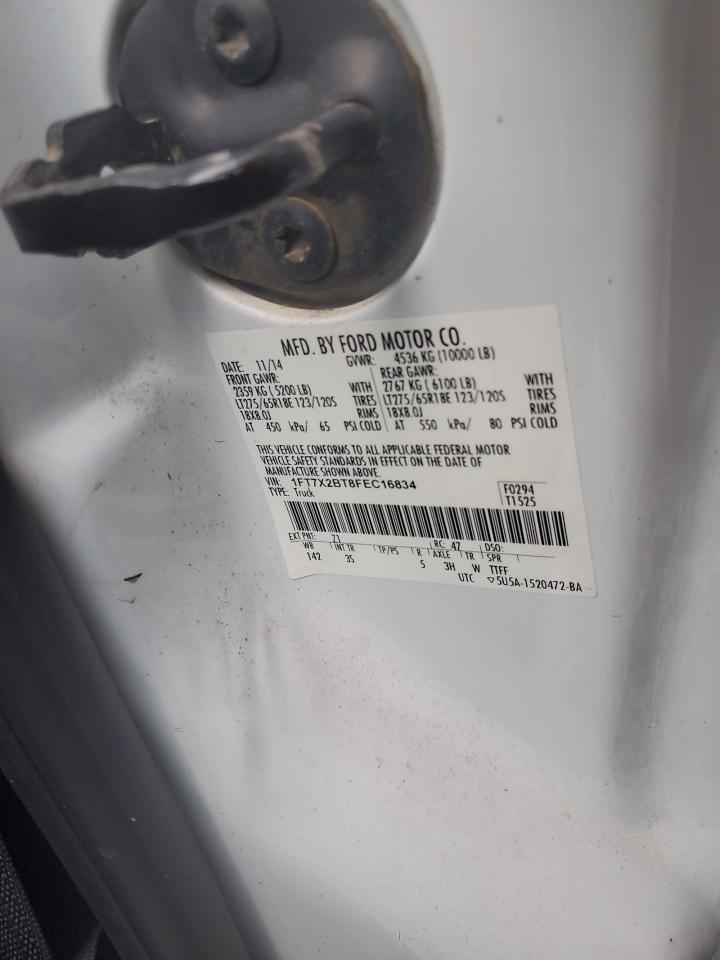 MFD. BY FORD MOTOR CO.
DATE: 11/14 GVWR: 4536 KG (10000 LB)
FRONT GAWR: REAR GAWR:
2359 KG (5200 LB) WITH 2767 KG (6100 LB) WITH
LT275/65R18E 123/120S TIRES LT275/65R18E 123/120S TIRES
18X8.0J RIMS 18X8.0J RIMS
AT 450 kPa/ 65 PSI COLD AT 550 kPa/ 80 PSI COLD
THIS VEHICLE CONFORMS TO ALL APPLICABLE FEDERAL MOTOR
VEHICLE SAFETY STANDARDS IN EFFECT ON THE DATE OF
MANUFACTURE SHOWN ABOVE.
VIN: 1FT7X2BT8FEC16834 F0294
TYPE: Truck T1525
EXT PNT: Z1 RC: 47 DSO:
WB INT TR TP/PS R AXLE TR SPR
142 3S 5 3H W TTFF
UTC ▽5U5A-1520472-BA